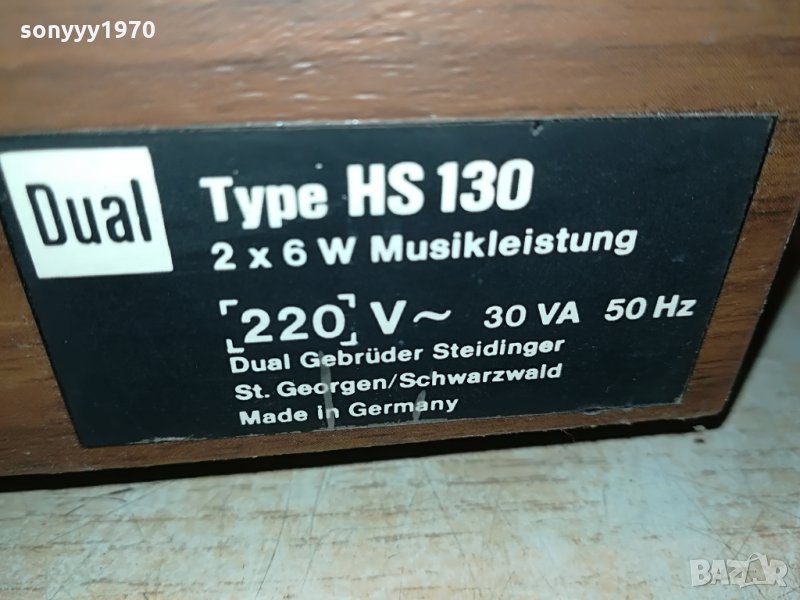 sonyyy1970
Dual
Type HS 130
2 x 6 W Musikleistung
220 V~ 30 VA 50 Hz
Dual Gebrüder Steidinger
St. Georgen/Schwarzwald
Made in Germany
BAZAR